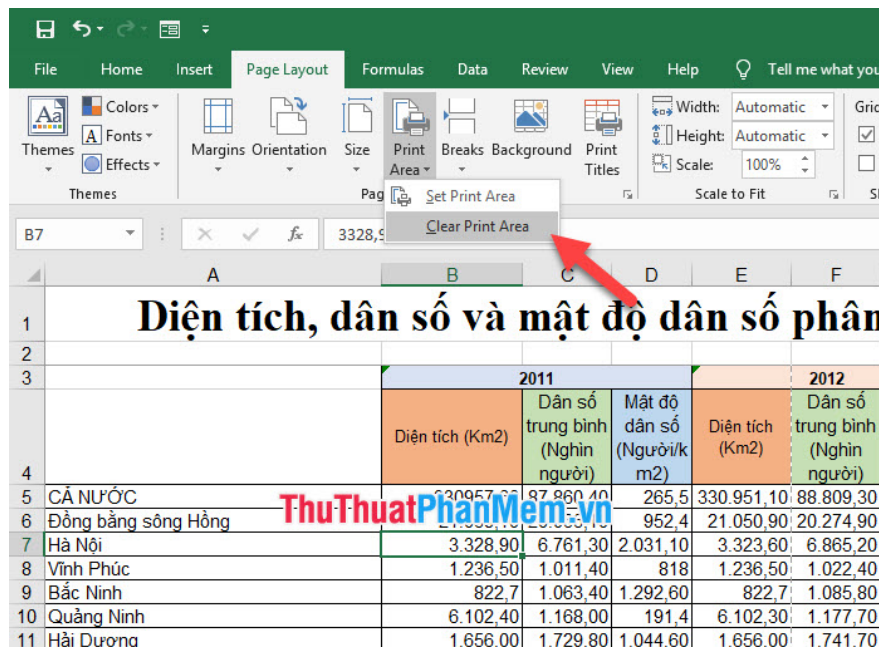 File Home Insert Page Layout Formulas Data Review View Help Tell me what you
Colors
Aa
A Fonts
Effects
Themes
Margins Orientation Size Print Area Breaks Background Print Titles
Width: Automatic
Height: Automatic
Scale: 100%
Themes
Scale to Fit
Set Print Area
Clear Print Area
B7 fx 3328,
A B C D E F
1 Diện tích, dân số và mật độ dân số phân
2
3 2011 2012
4 Diện tích (Km2) Dân số trung bình (Nghìn người) Mật độ dân số (Người/k m2) Diện tích (Km2) Dân số trung bình (Nghìn người)
5 CẢ NƯỚC 87.860,40 265,5 330.951,10 88.809,30
ThuThuatPhanMem.vn
6 Đồng bằng sông Hồng 952,4 21.050,90 20.274,90
7 Hà Nội 3.328,90 6.761,30 2.031,10 3.323,60 6.865,20
8 Vĩnh Phúc 1.236,50 1.011,40 818 1.236,50 1.022,40
9 Bắc Ninh 822,7 1.063,40 1.292,60 822,7 1.085,80
10 Quảng Ninh 6.102,40 1.168,00 191,4 6.102,30 1.177,70
11 Hải Dương 1.656,00 1.729,80 1.044,60 1.656,00 1.741,70